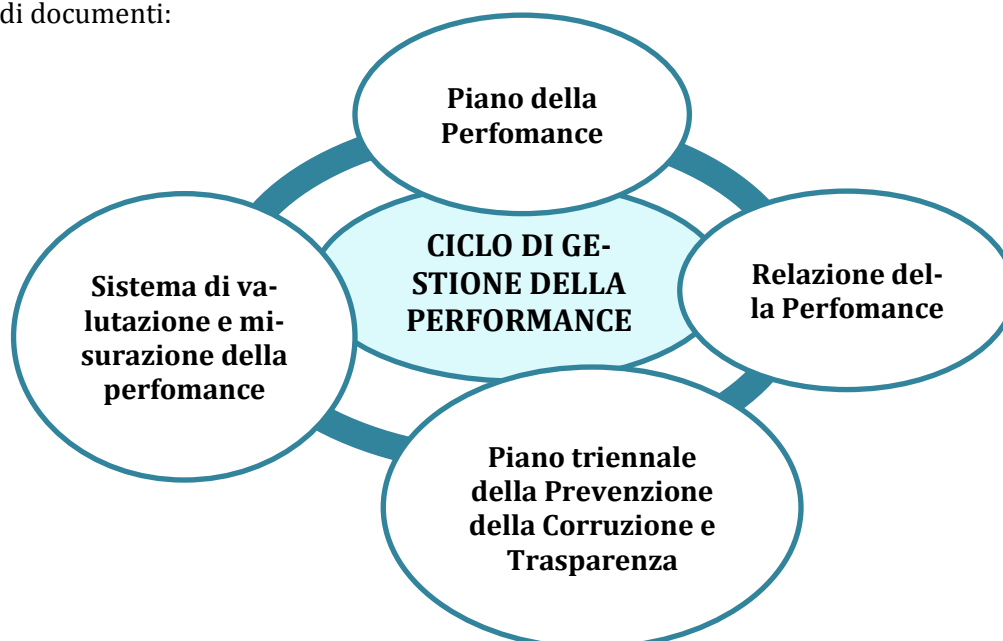 di documenti:
Piano della
Perfomance
CICLO DI GE-
STIONE DELLA
PERFORMANCE
Sistema di va-
lutazione e mi-
surazione della
perfomance
Relazione del-
la Perfomance
Piano triennale
della Prevenzione
della Corruzione e
Trasparenza